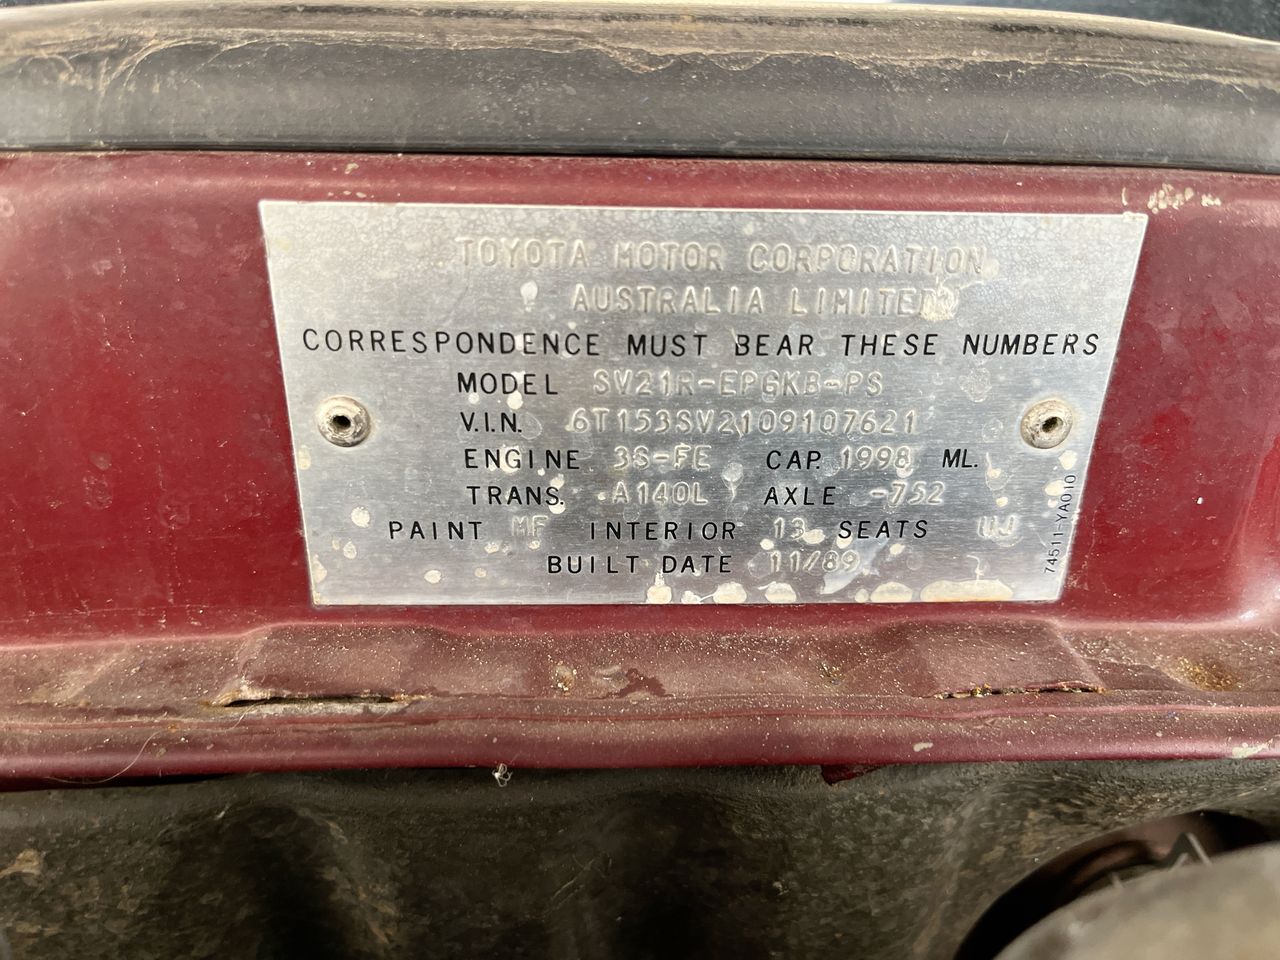 TOYOTA MOTOR CORPORATION
AUSTRALIA LIMITED
CORRESPONDENCE MUST BEAR THESE NUMBERS
MODEL SV21R-EPGKB-PS
V.I.N. 6T153SV2109107621
ENGINE 3S-FE CAP. 1998 ML.
TRANS. A140L AXLE -752
PAINT MF INTERIOR 13 SEATS UJ
BUILT DATE 11/89
74511-YA010